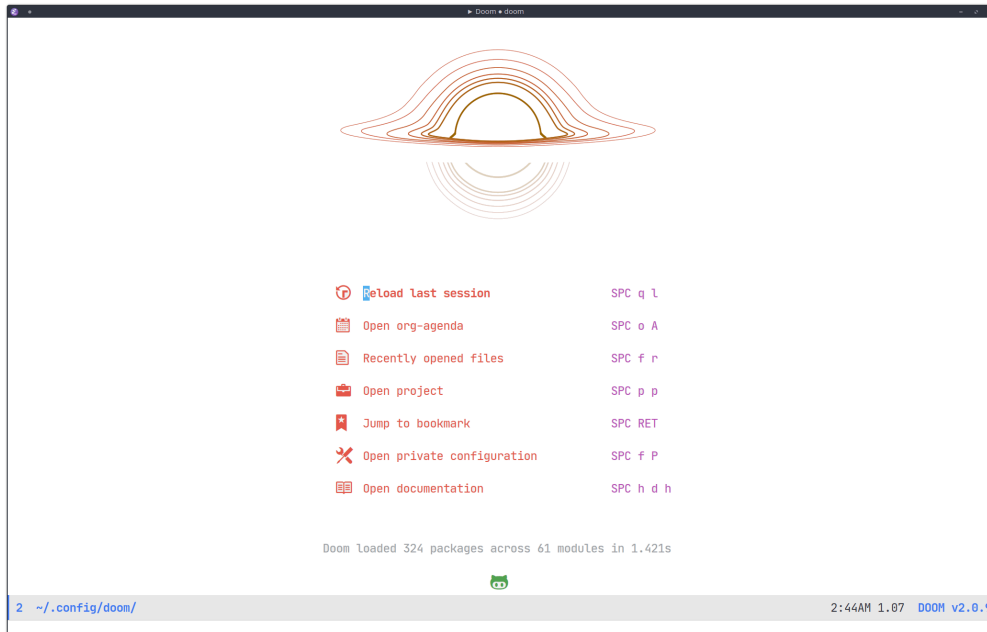 ► Doom ● doom
Reload last session SPC q l
Open org-agenda SPC o A
Recently opened files SPC f r
Open project SPC p p
Jump to bookmark SPC RET
Open private configuration SPC f P
Open documentation SPC h d h
Doom loaded 324 packages across 61 modules in 1.421s
2 ~/.config/doom/ 2:44AM 1.07 DOOM v2.0.